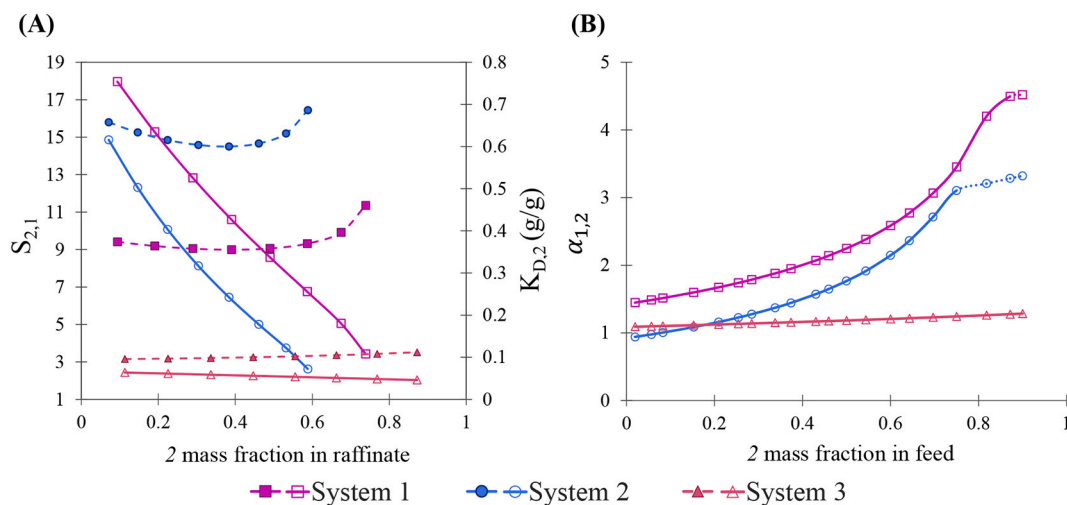 (A)
(B)
19
17
15
13
11
9
7
5
3
1
S2,1
0.8
0.7
0.6
0.5
0.4
0.3
0.2
0.1
0
KD,2 (g/g)
0 0.2 0.4 0.6 0.8 1
2 mass fraction in raffinate
5
4
3
2
1
0
α1,2
0 0.2 0.4 0.6 0.8 1
2 mass fraction in feed
System 1 System 2 System 3